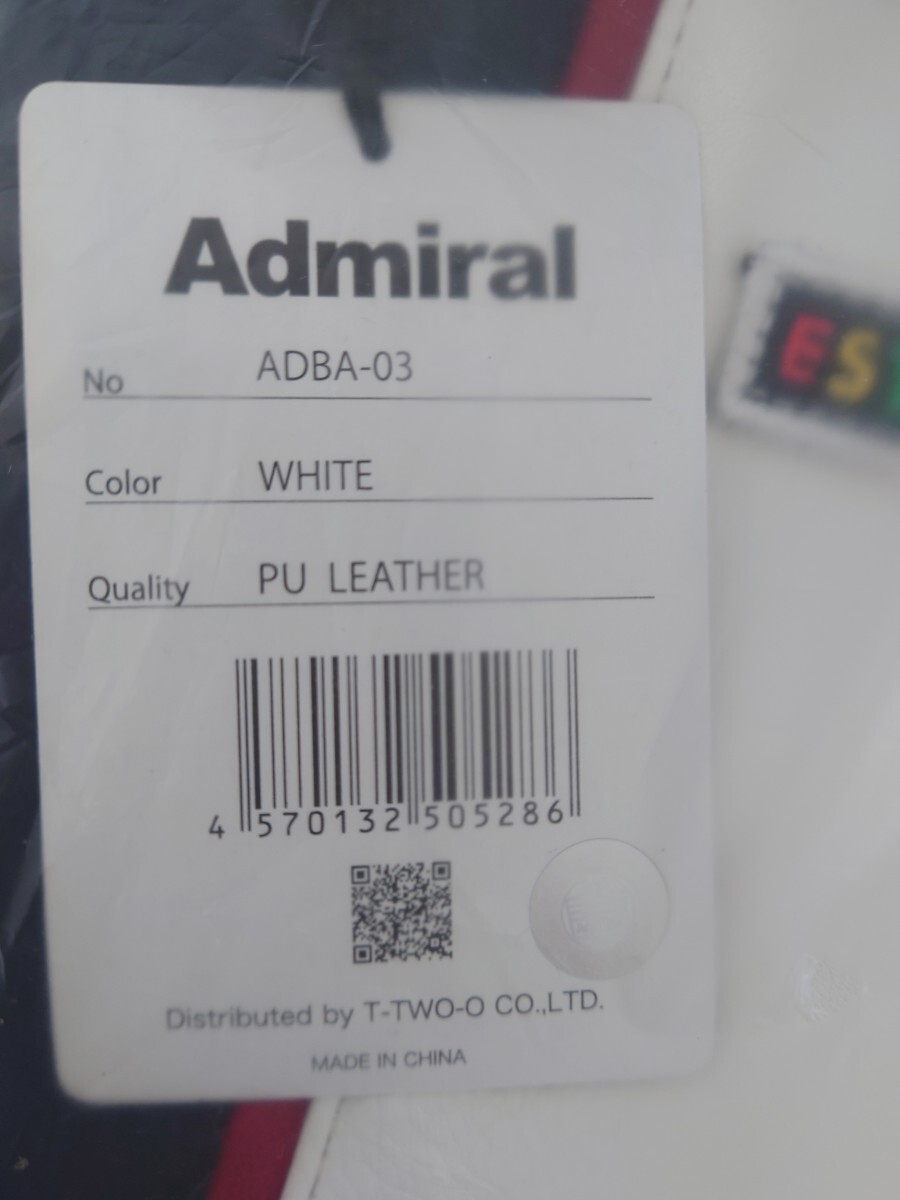 Admiral
No ADBA-03
Color WHITE
Quality PU LEATHER
4 570132 505286
Distributed by T-TWO-O CO.,LTD.
MADE IN CHINA
ES